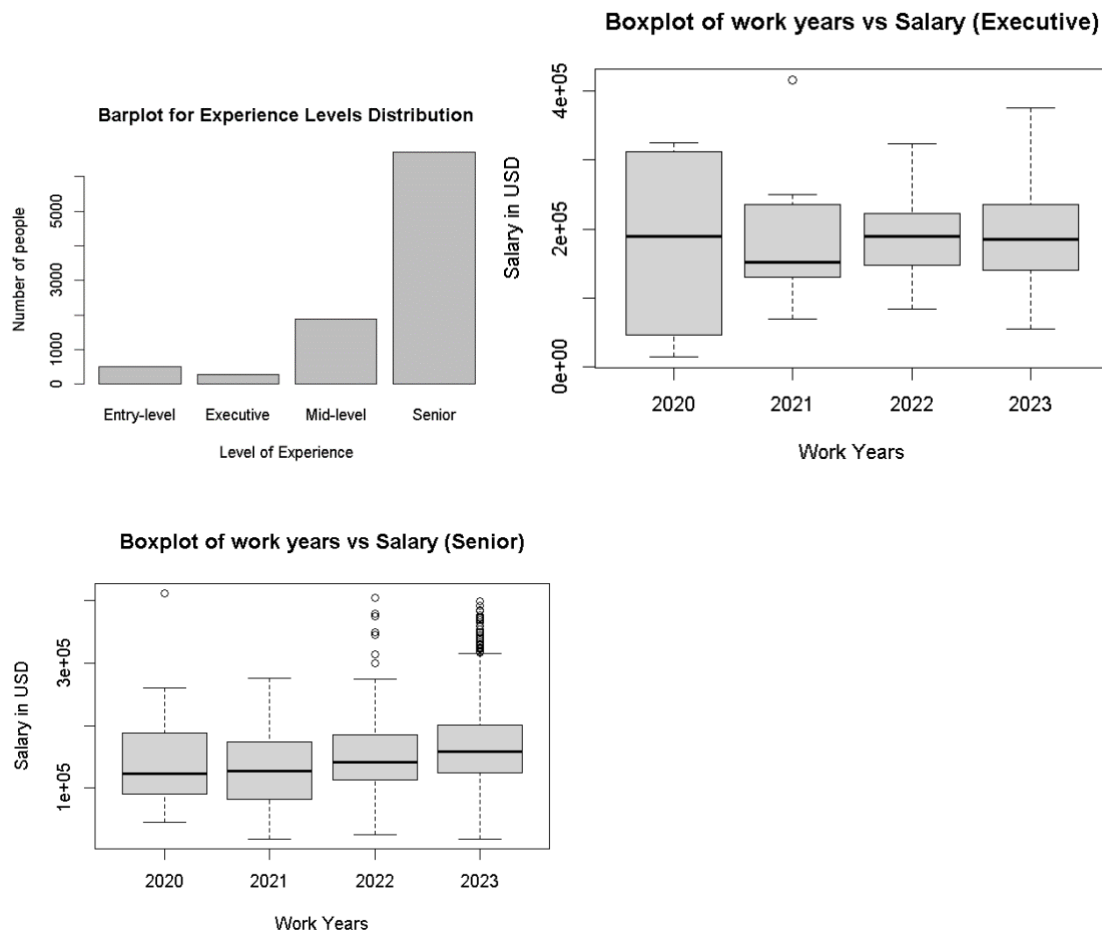 Barplot for Experience Levels Distribution
Number of people
0
1000
3000
5000
Entry-level Executive Mid-level Senior
Level of Experience
Boxplot of work years vs Salary (Executive)
Salary in USD
0e+00
2e+05
4e+05
2020 2021 2022 2023
Work Years
Boxplot of work years vs Salary (Senior)
Salary in USD
1e+05
3e+05
2020 2021 2022 2023
Work Years